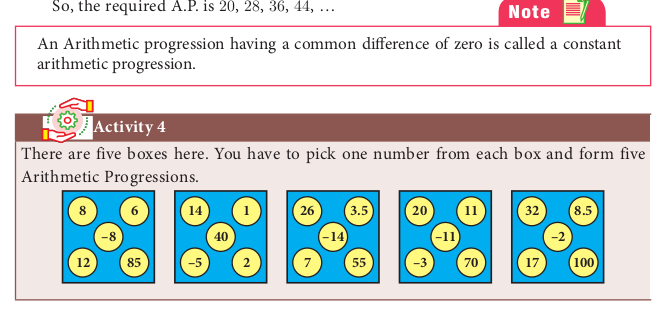 So, the required A.P. is 20, 28, 36, 44, …
Note
An Arithmetic progression having a common difference of zero is called a constant
arithmetic progression.
Activity 4
There are five boxes here. You have to pick one number from each box and form five
Arithmetic Progressions.
8 6 14 1 26 3.5 20 11 32 8.5
–8 40 –14 –11 –2
12 85 –5 2 7 55 –3 70 17 100